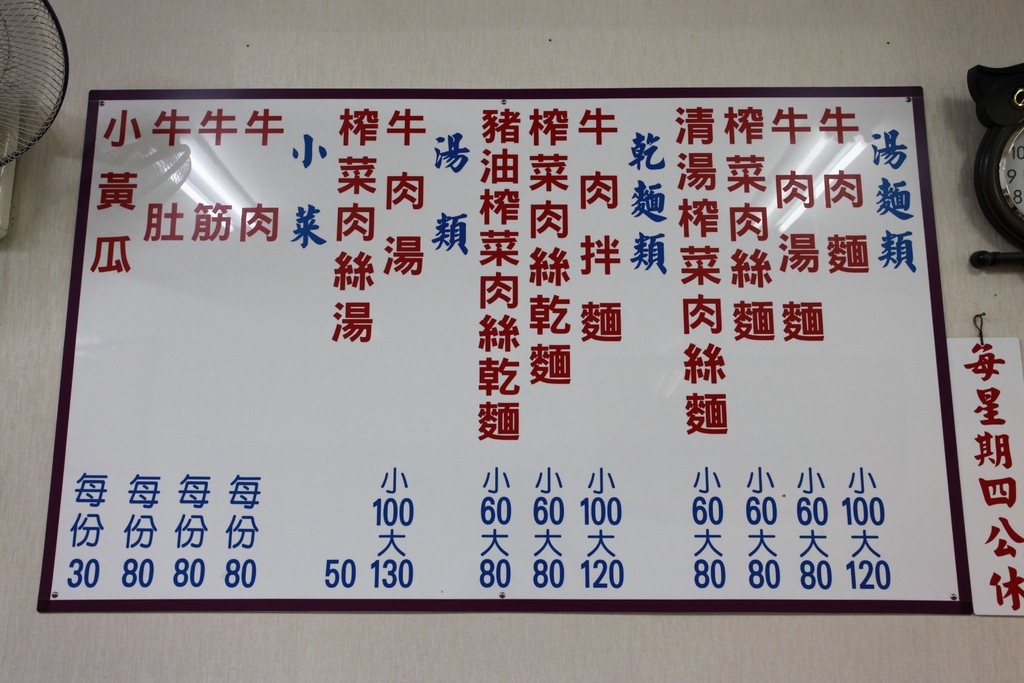 湯麵類
牛肉麵 小100大120
牛肉湯麵 小60大80
榨菜肉絲麵 小60大80
清湯榨菜肉絲麵 小60大80
乾麵類
牛肉拌麵 小100大120
榨菜肉絲乾麵 小60大80
豬油榨菜肉絲乾麵 小60大80
湯類
牛肉湯 小100大130
榨菜肉絲湯 50
小菜
牛肉 每份80
牛筋 每份80
牛肚 每份80
小黃瓜 每份30
每星期四公休
10
9
8